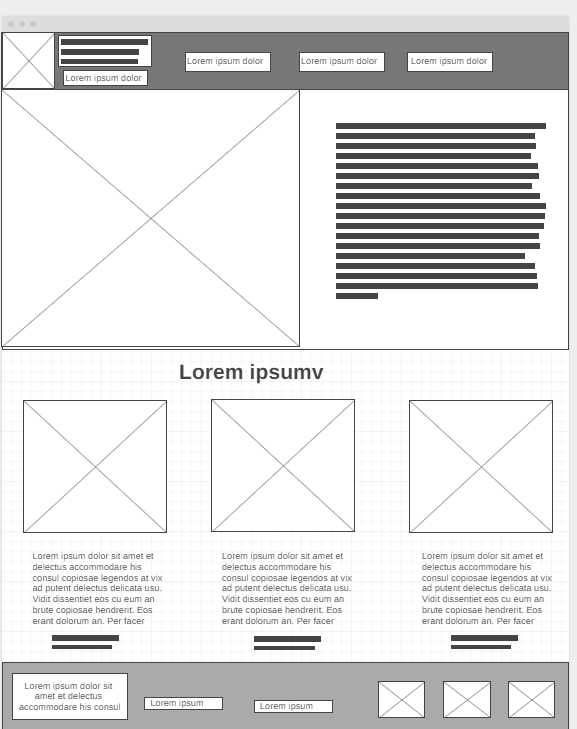 Lorem ipsum dolor
Lorem ipsum dolor
Lorem ipsum dolor
Lorem ipsum dolor
Lorem ipsumv
Lorem ipsum dolor sit amet et
delectus accommodare his
consul copiosae legendos at vix
ad putent delectus delicata usu.
Vidit dissentiet eos cu eum an
brute copiosae hendrerit. Eos
erant dolorum an. Per facer
Lorem ipsum dolor sit amet et
delectus accommodare his
consul copiosae legendos at vix
ad putent delectus delicata usu.
Vidit dissentiet eos cu eum an
brute copiosae hendrerit. Eos
erant dolorum an. Per facer
Lorem ipsum dolor sit amet et
delectus accommodare his
consul copiosae legendos at vix
ad putent delectus delicata usu.
Vidit dissentiet eos cu eum an
brute copiosae hendrerit. Eos
erant dolorum an. Per facer
Lorem ipsum dolor sit
amet et delectus
accommodare his consul
Lorem ipsum
Lorem ipsum